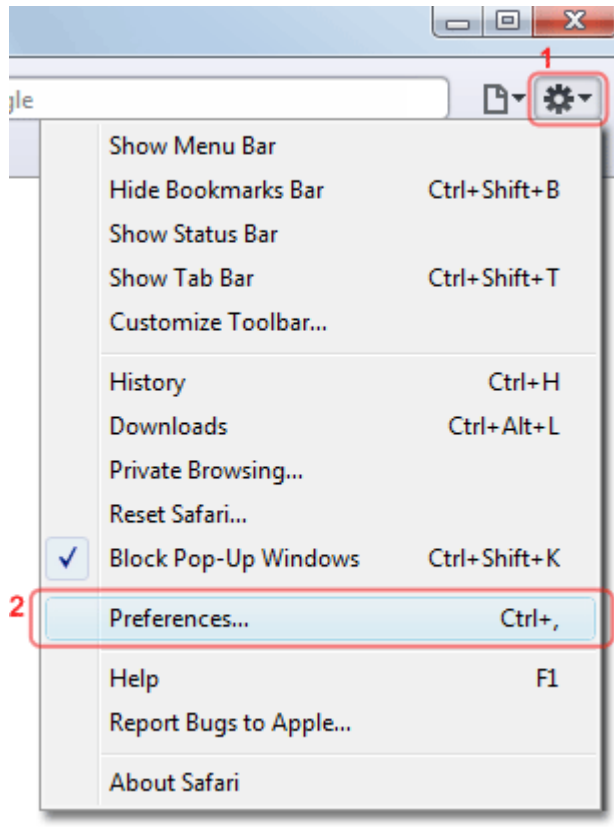 1
gle
Show Menu Bar
Hide Bookmarks Bar Ctrl+Shift+B
Show Status Bar
Show Tab Bar Ctrl+Shift+T
Customize Toolbar...
History Ctrl+H
Downloads Ctrl+Alt+L
Private Browsing...
Reset Safari...
Block Pop-Up Windows Ctrl+Shift+K
2 Preferences... Ctrl+,
Help F1
Report Bugs to Apple...
About Safari